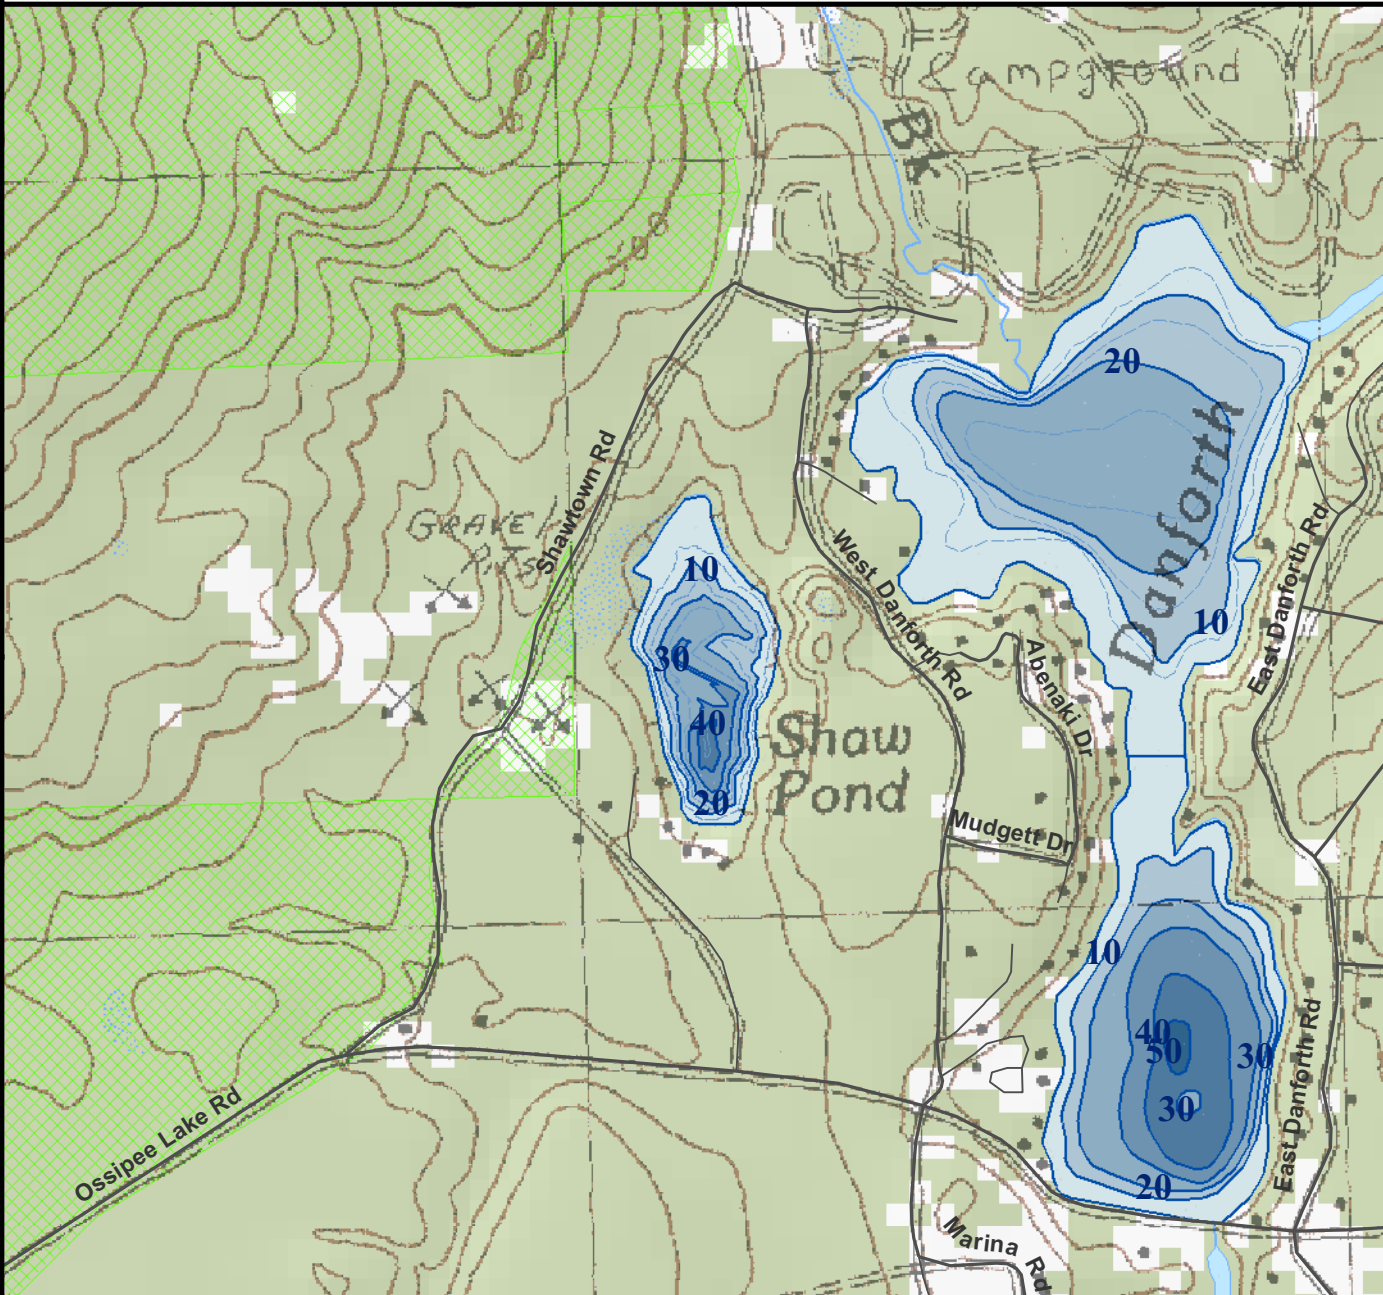 Campground
Bk
20
Danforth
Shawtown Rd
GRAVEL
PITS
10
West Danforth Rd
East Danforth Rd
10
30
Abenaki Dr
40
Shaw
Pond
20
Mudgett Dr
10
40
50
30
30
East Danforth Rd
Ossipee Lake Rd
20
Marina Rd